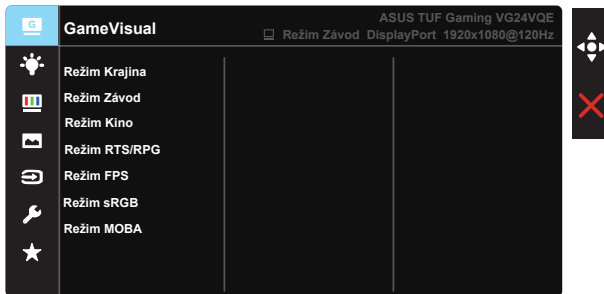 G
GameVisual
ASUS TUF Gaming VG24VQE
Režim Závod DisplayPort 1920x1080@120Hz
Režim Krajina
Režim Závod
Režim Kino
Režim RTS/RPG
Režim FPS
Režim sRGB
Režim MOBA